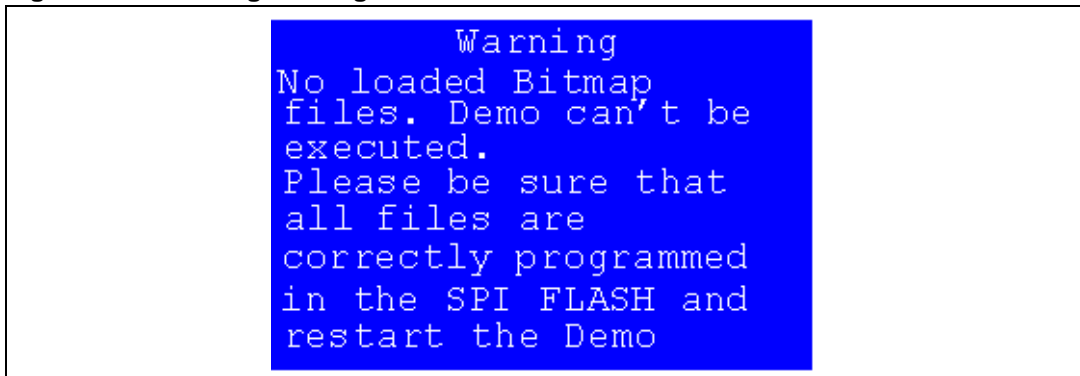 Warning
No loaded Bitmap
files. Demo can't be
executed.
Please be sure that
all files are
correctly programmed
in the SPI FLASH and
restart the Demo